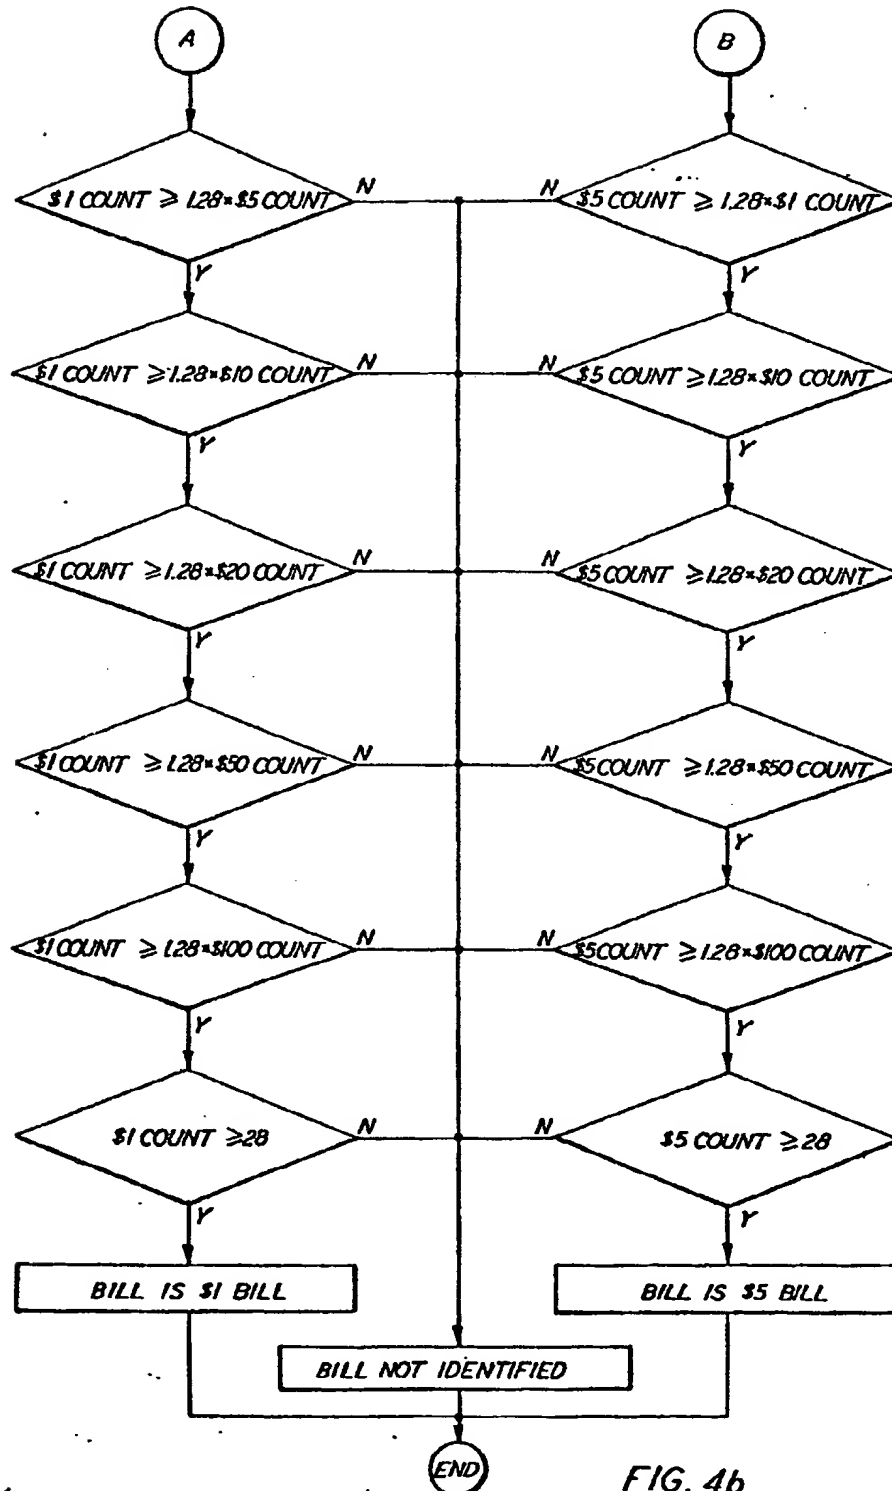 A
B
$1 COUNT ≥ 1.28×$5 COUNT
N
N
$5 COUNT ≥ 1.28×$1 COUNT
Y
Y
$1 COUNT ≥ 1.28×$10 COUNT
N
N
$5 COUNT ≥ 1.28×$10 COUNT
Y
Y
$1 COUNT ≥ 1.28×$20 COUNT
N
N
$5 COUNT ≥ 1.28×$20 COUNT
Y
Y
$1 COUNT ≥ 1.28×$50 COUNT
N
N
$5 COUNT ≥ 1.28×$50 COUNT
Y
Y
$1 COUNT ≥ 1.28×$100 COUNT
N
N
$5 COUNT ≥ 1.28×$100 COUNT
Y
Y
$1 COUNT ≥28
N
N
$5 COUNT ≥28
Y
Y
BILL IS $1 BILL
BILL IS $5 BILL
BILL NOT IDENTIFIED
END
FIG. 4b